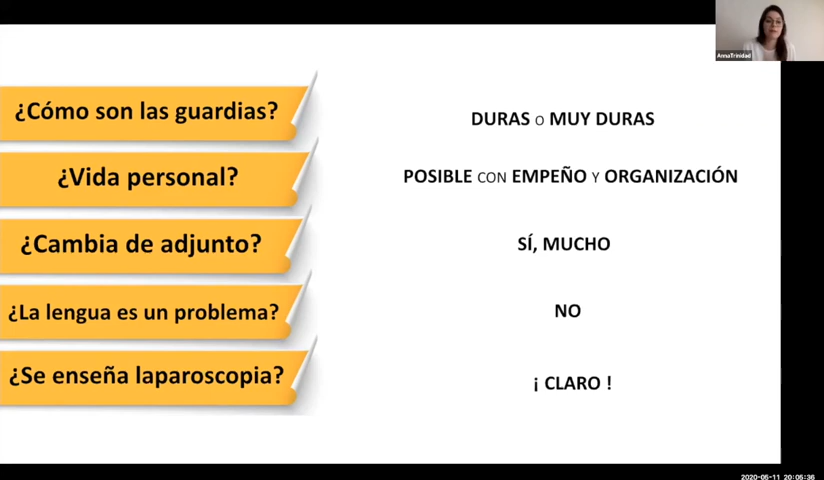 AnnaTrinidad
¿Cómo son las guardias?
DURAS o MUY DURAS
¿Vida personal?
POSIBLE CON EMPEÑO Y ORGANIZACIÓN
¿Cambia de adjunto?
SÍ, MUCHO
¿La lengua es un problema?
NO
¿Se enseña laparoscopia?
¡ CLARO !
2020-05-11 20:05:36